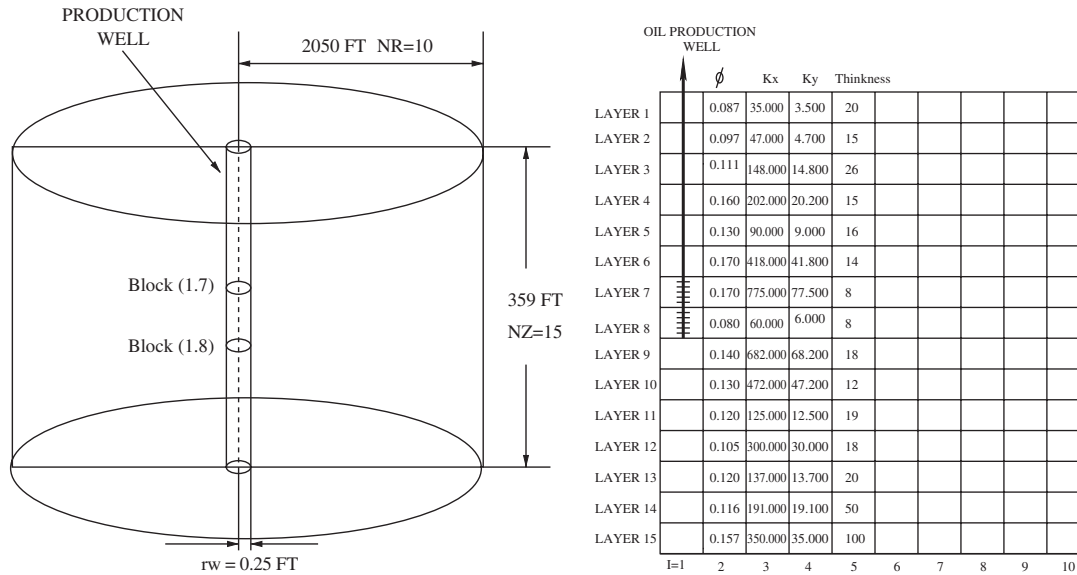 PRODUCTION
WELL
2050 FT NR=10
Block (1.7)
Block (1.8)
359 FT
NZ=15
rw = 0.25 FT
OIL PRODUCTION
WELL
ϕ Kx Ky Thinkness
LAYER 1 0.087 35.000 3.500 20
LAYER 2 0.097 47.000 4.700 15
LAYER 3 0.111 148.000 14.800 26
LAYER 4 0.160 202.000 20.200 15
LAYER 5 0.130 90.000 9.000 16
LAYER 6 0.170 418.000 41.800 14
LAYER 7 0.170 775.000 77.500 8
LAYER 8 0.080 60.000 6.000 8
LAYER 9 0.140 682.000 68.200 18
LAYER 10 0.130 472.000 47.200 12
LAYER 11 0.120 125.000 12.500 19
LAYER 12 0.105 300.000 30.000 18
LAYER 13 0.120 137.000 13.700 20
LAYER 14 0.116 191.000 19.100 50
LAYER 15 0.157 350.000 35.000 100
I=1 2 3 4 5 6 7 8 9 10